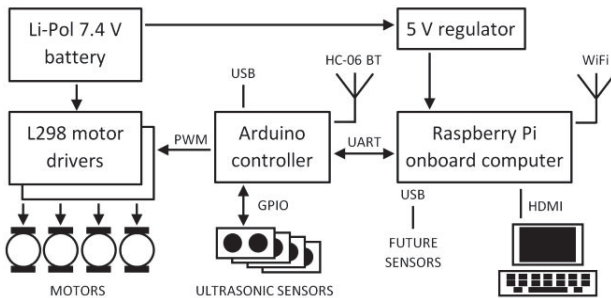 Li-Pol 7.4 V
battery
5 V regulator
USB
HC-06 BT
WiFi
L298 motor
drivers
PWM
Arduino
controller
UART
Raspberry Pi
onboard computer
GPIO
USB
HDMI
FUTURE
SENSORS
MOTORS
ULTRASONIC SENSORS